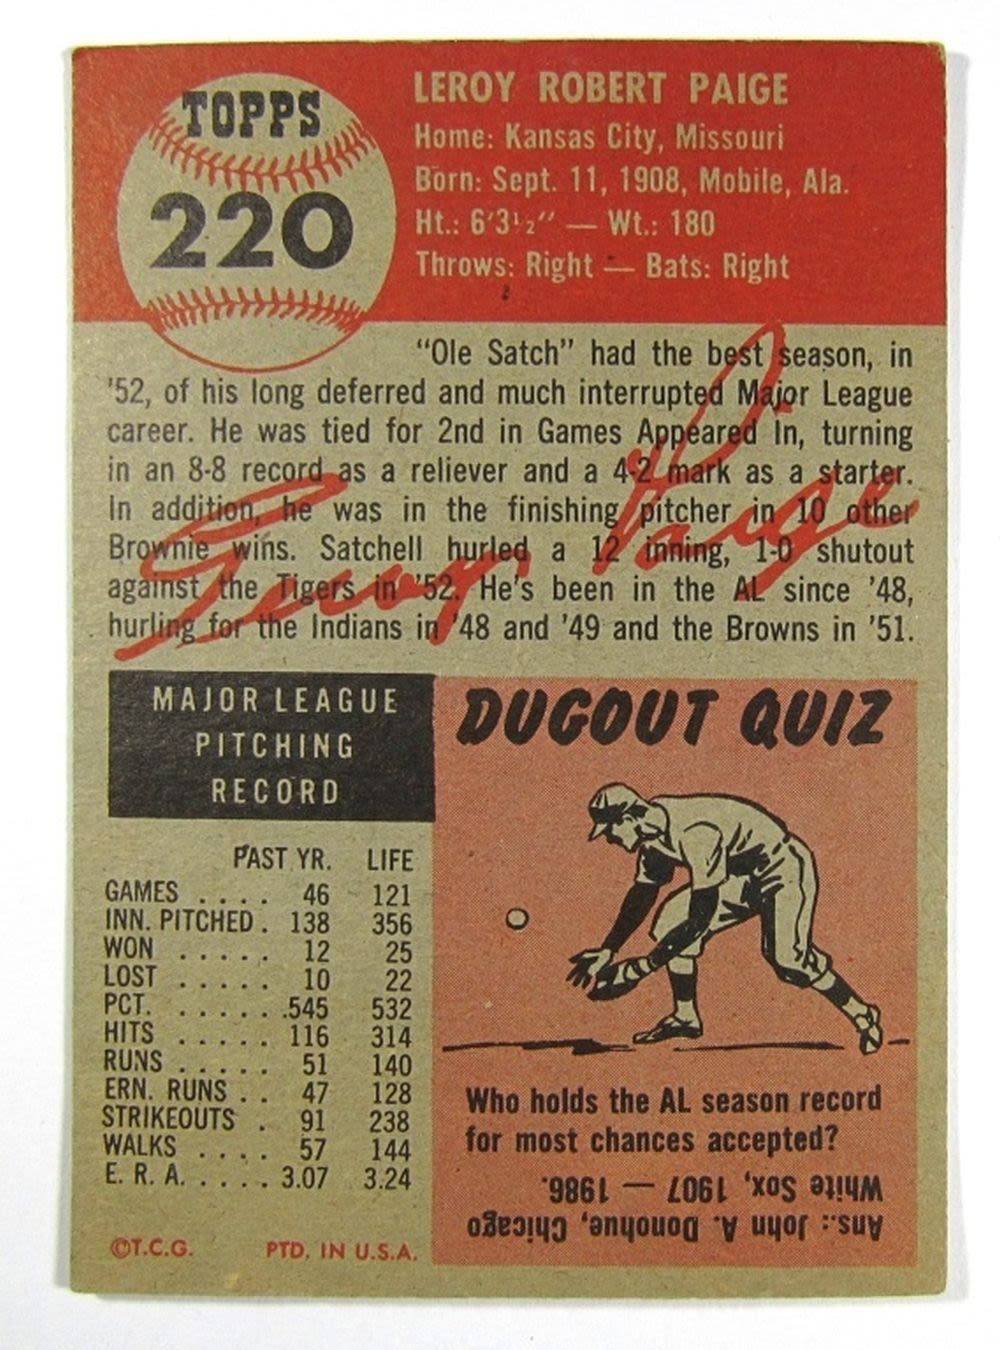 TOPPS
220
LEROY ROBERT PAIGE
Home: Kansas City, Missouri
Born: Sept. 11, 1908, Mobile, Ala.
Ht.: 6'3½" — Wt.: 180
Throws: Right — Bats: Right
"Ole Satch" had the best season, in
'52, of his long deferred and much interrupted Major League
career. He was tied for 2nd in Games Appeared In, turning
in an 8-8 record as a reliever and a 4-2 mark as a starter.
In addition, he was in the finishing pitcher in 10 other
Brownie wins. Satchell hurled a 12 inning, 1-0 shutout
against the Tigers in '52. He's been in the AL since '48,
hurling for the Indians in '48 and '49 and the Browns in '51.
Leroy Paige
MAJOR LEAGUE
PITCHING
RECORD
PAST YR. LIFE
GAMES . . . . 46 121
INN. PITCHED . 138 356
WON . . . . . 12 25
LOST . . . . . 10 22
PCT. . . . . . .545 532
HITS . . . . . 116 314
RUNS . . . . . 51 140
ERN. RUNS . . 47 128
STRIKEOUTS . 91 238
WALKS . . . . 57 144
E. R. A. . . . . 3.07 3.24
©T.C.G. PTD. IN U.S.A.
DUGOUT QUIZ
Who holds the AL season record
for most chances accepted?
Ans.: John A. Donohue, Chicago
White Sox, 1907 — 1986.